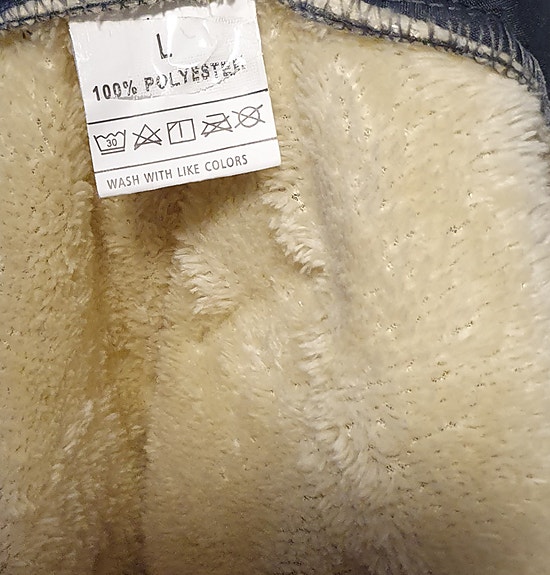 L
100% POLYESTER
30
WASH WITH LIKE COLORS